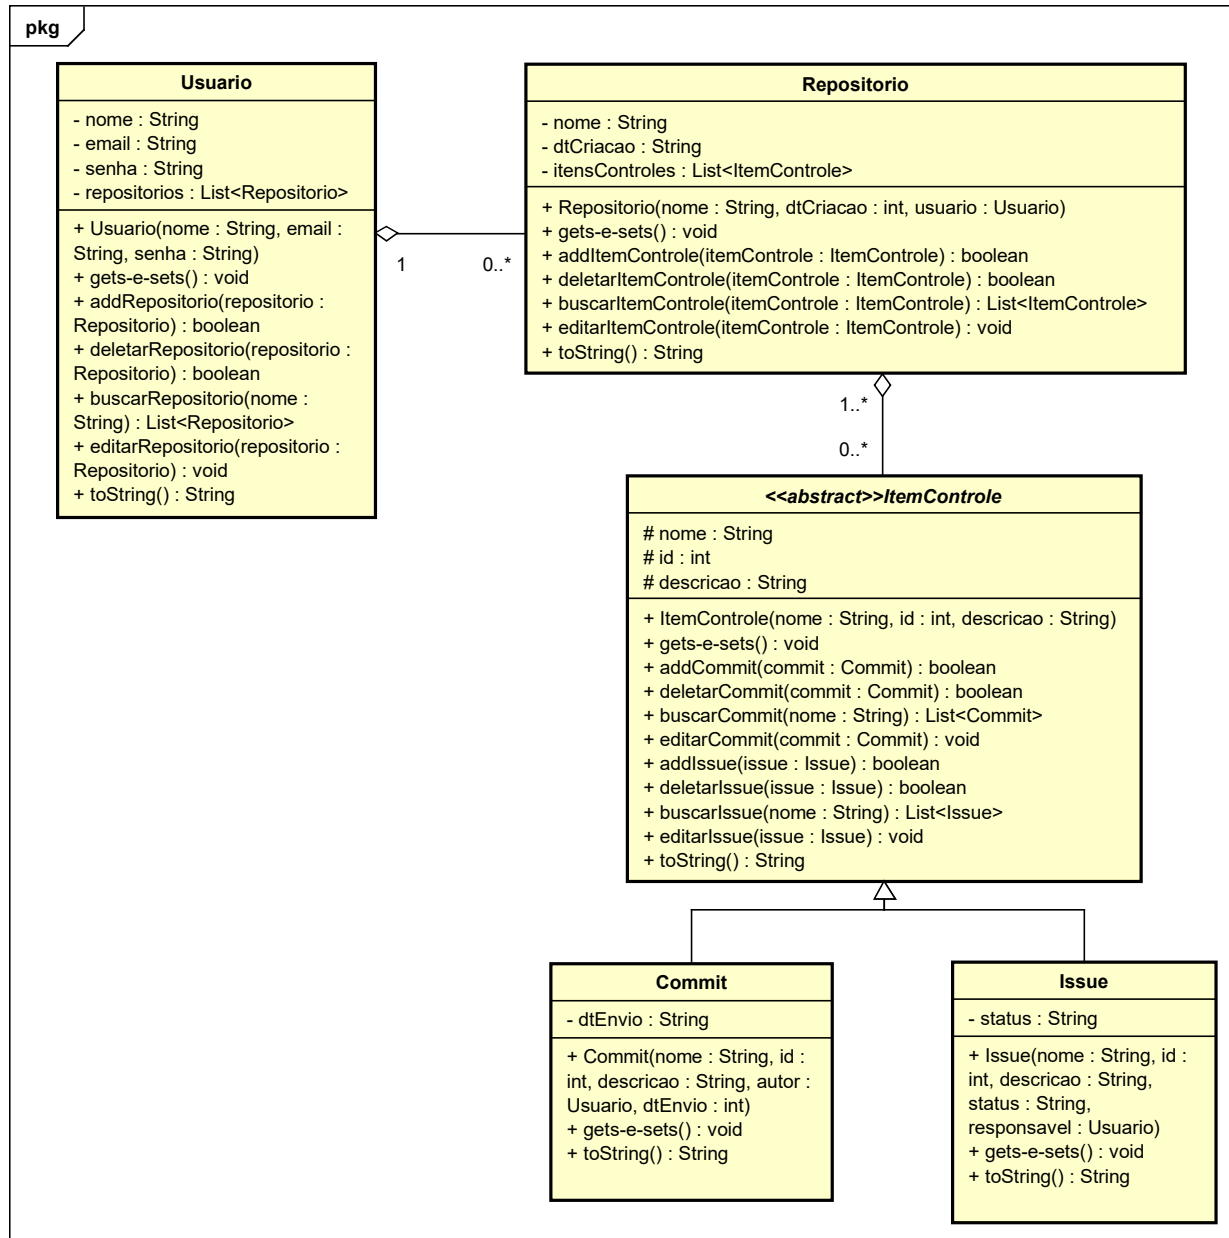 pkg
Usuario
- nome : String
- email : String
- senha : String
- repositorios : List<Repositorio>
+ Usuario(nome : String, email :
String, senha : String)
+ gets-e-sets() : void
+ addRepositorio(repositorio :
Repositorio) : boolean
+ deletarRepositorio(repositorio :
Repositorio) : boolean
+ buscarRepositorio(nome :
String) : List<Repositorio>
+ editarRepositorio(repositorio :
Repositorio) : void
+ toString() : String
1
0..*
Repositorio
- nome : String
- dtCriacao : String
- itensControles : List<ItemControle>
+ Repositorio(nome : String, dtCriacao : int, usuario : Usuario)
+ gets-e-sets() : void
+ addItemControle(itemControle : ItemControle) : boolean
+ deletarItemControle(itemControle : ItemControle) : boolean
+ buscarItemControle(itemControle : ItemControle) : List<ItemControle>
+ editarItemControle(itemControle : ItemControle) : void
+ toString() : String
1..*
0..*
<<abstract>>ItemControle
# nome : String
# id : int
# descricao : String
+ ItemControle(nome : String, id : int, descricao : String)
+ gets-e-sets() : void
+ addCommit(commit : Commit) : boolean
+ deletarCommit(commit : Commit) : boolean
+ buscarCommit(nome : String) : List<Commit>
+ editarCommit(commit : Commit) : void
+ addIssue(issue : Issue) : boolean
+ deletarIssue(issue : Issue) : boolean
+ buscarIssue(nome : String) : List<Issue>
+ editarIssue(issue : Issue) : void
+ toString() : String
Commit
- dtEnvio : String
+ Commit(nome : String, id :
int, descricao : String, autor :
Usuario, dtEnvio : int)
+ gets-e-sets() : void
+ toString() : String
Issue
- status : String
+ Issue(nome : String, id :
int, descricao : String,
status : String,
responsavel : Usuario)
+ gets-e-sets() : void
+ toString() : String